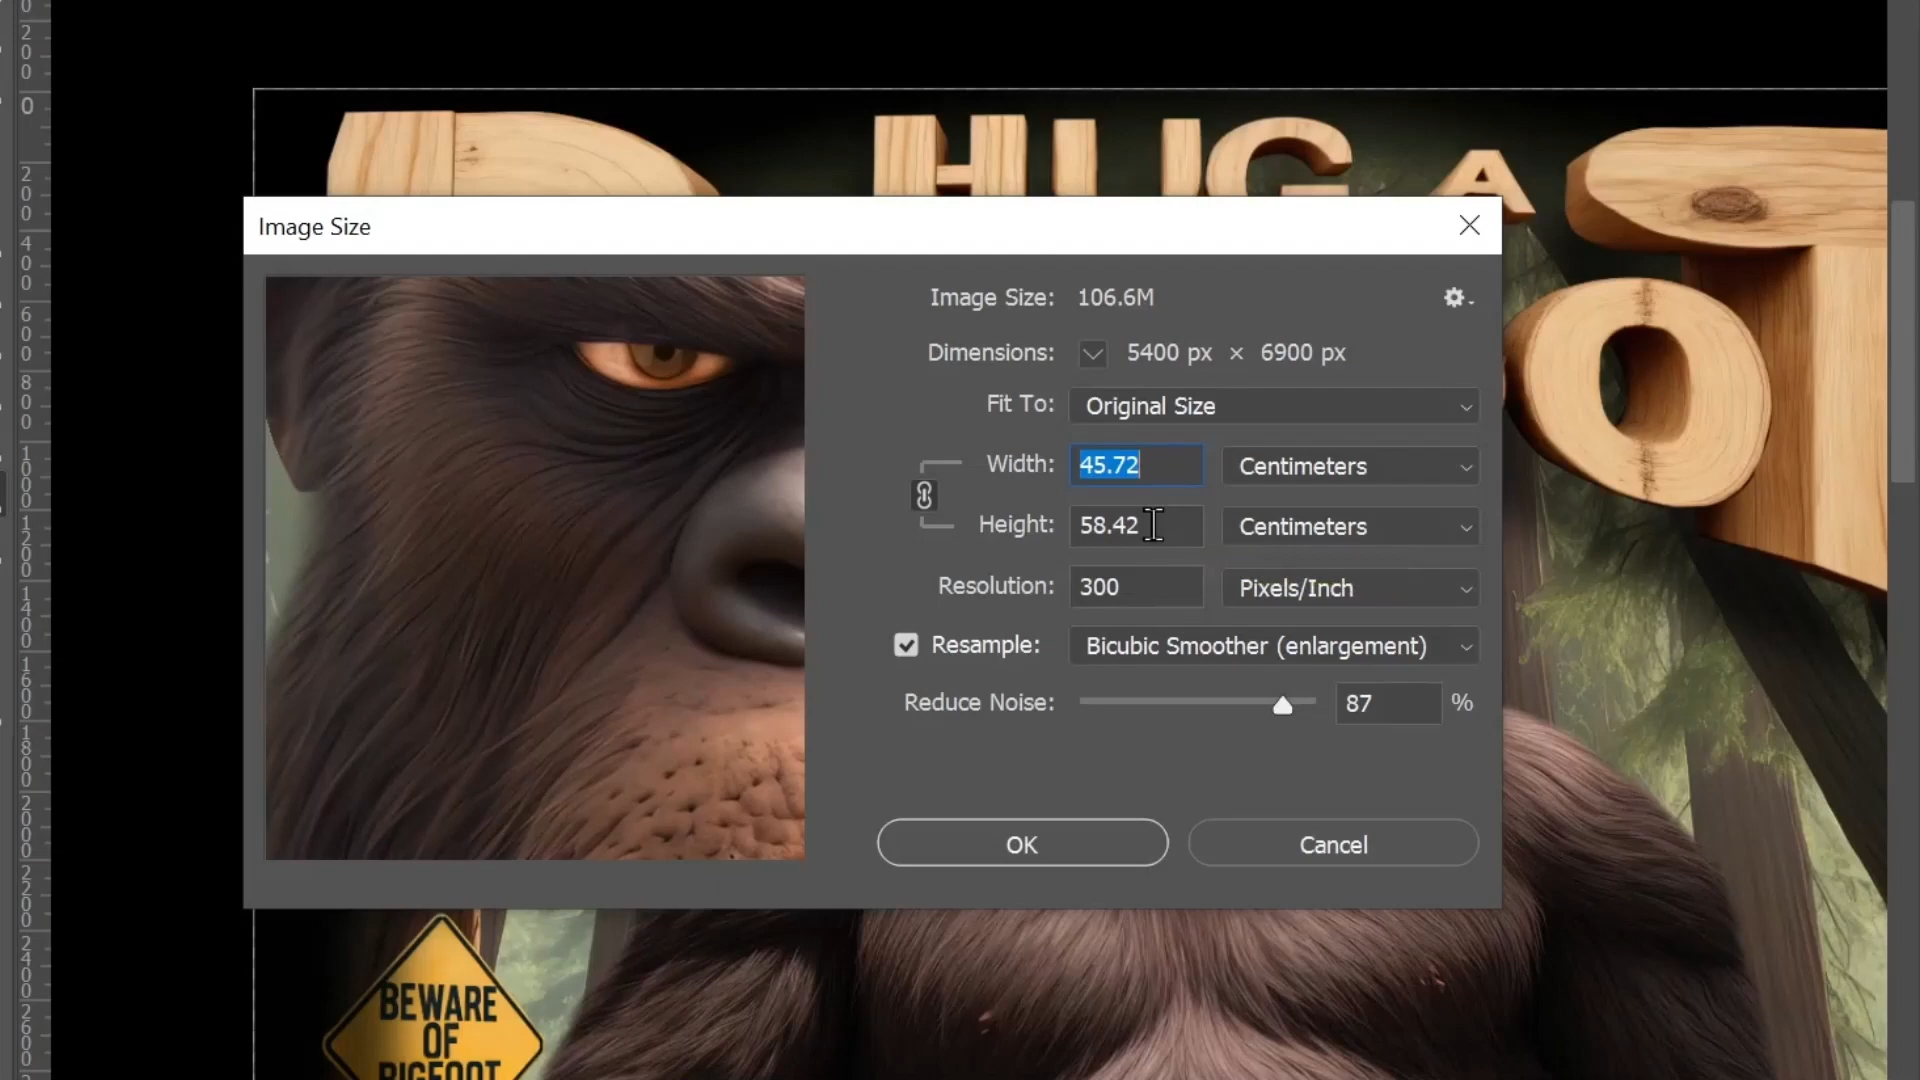 HUG A
Image Size
Image Size: 106.6M
Dimensions: 5400 px × 6900 px
Fit To: Original Size
Width: 45.72 Centimeters
Height: 58.42 Centimeters
Resolution: 300 Pixels/Inch
Resample: Bicubic Smoother (enlargement)
Reduce Noise: 87 %
OK Cancel
BEWARE
OF
BIGFOOT